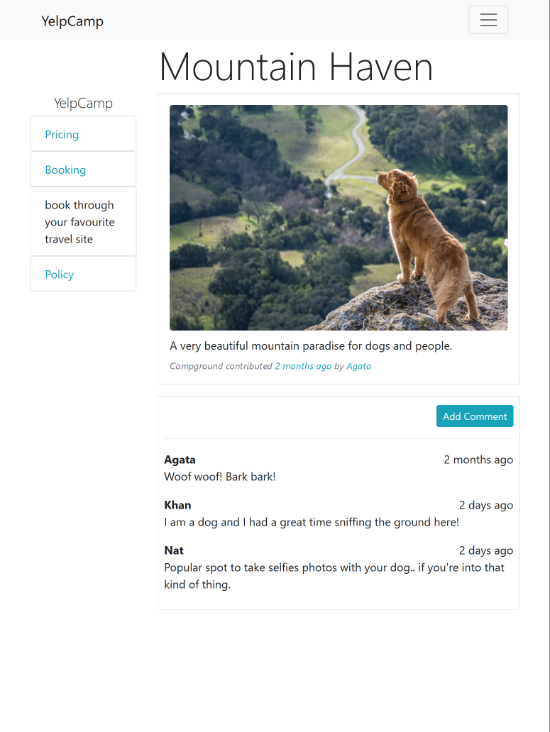 YelpCamp
Mountain Haven
YelpCamp
Pricing
Booking
book through
your favourite
travel site
Policy
A very beautiful mountain paradise for dogs and people.
Campground contributed 2 months ago by Agata
Add Comment
Agata 2 months ago
Woof woof! Bark bark!
Khan 2 days ago
I am a dog and I had a great time sniffing the ground here!
Nat 2 days ago
Popular spot to take selfies photos with your dog.. if you're into that
kind of thing.